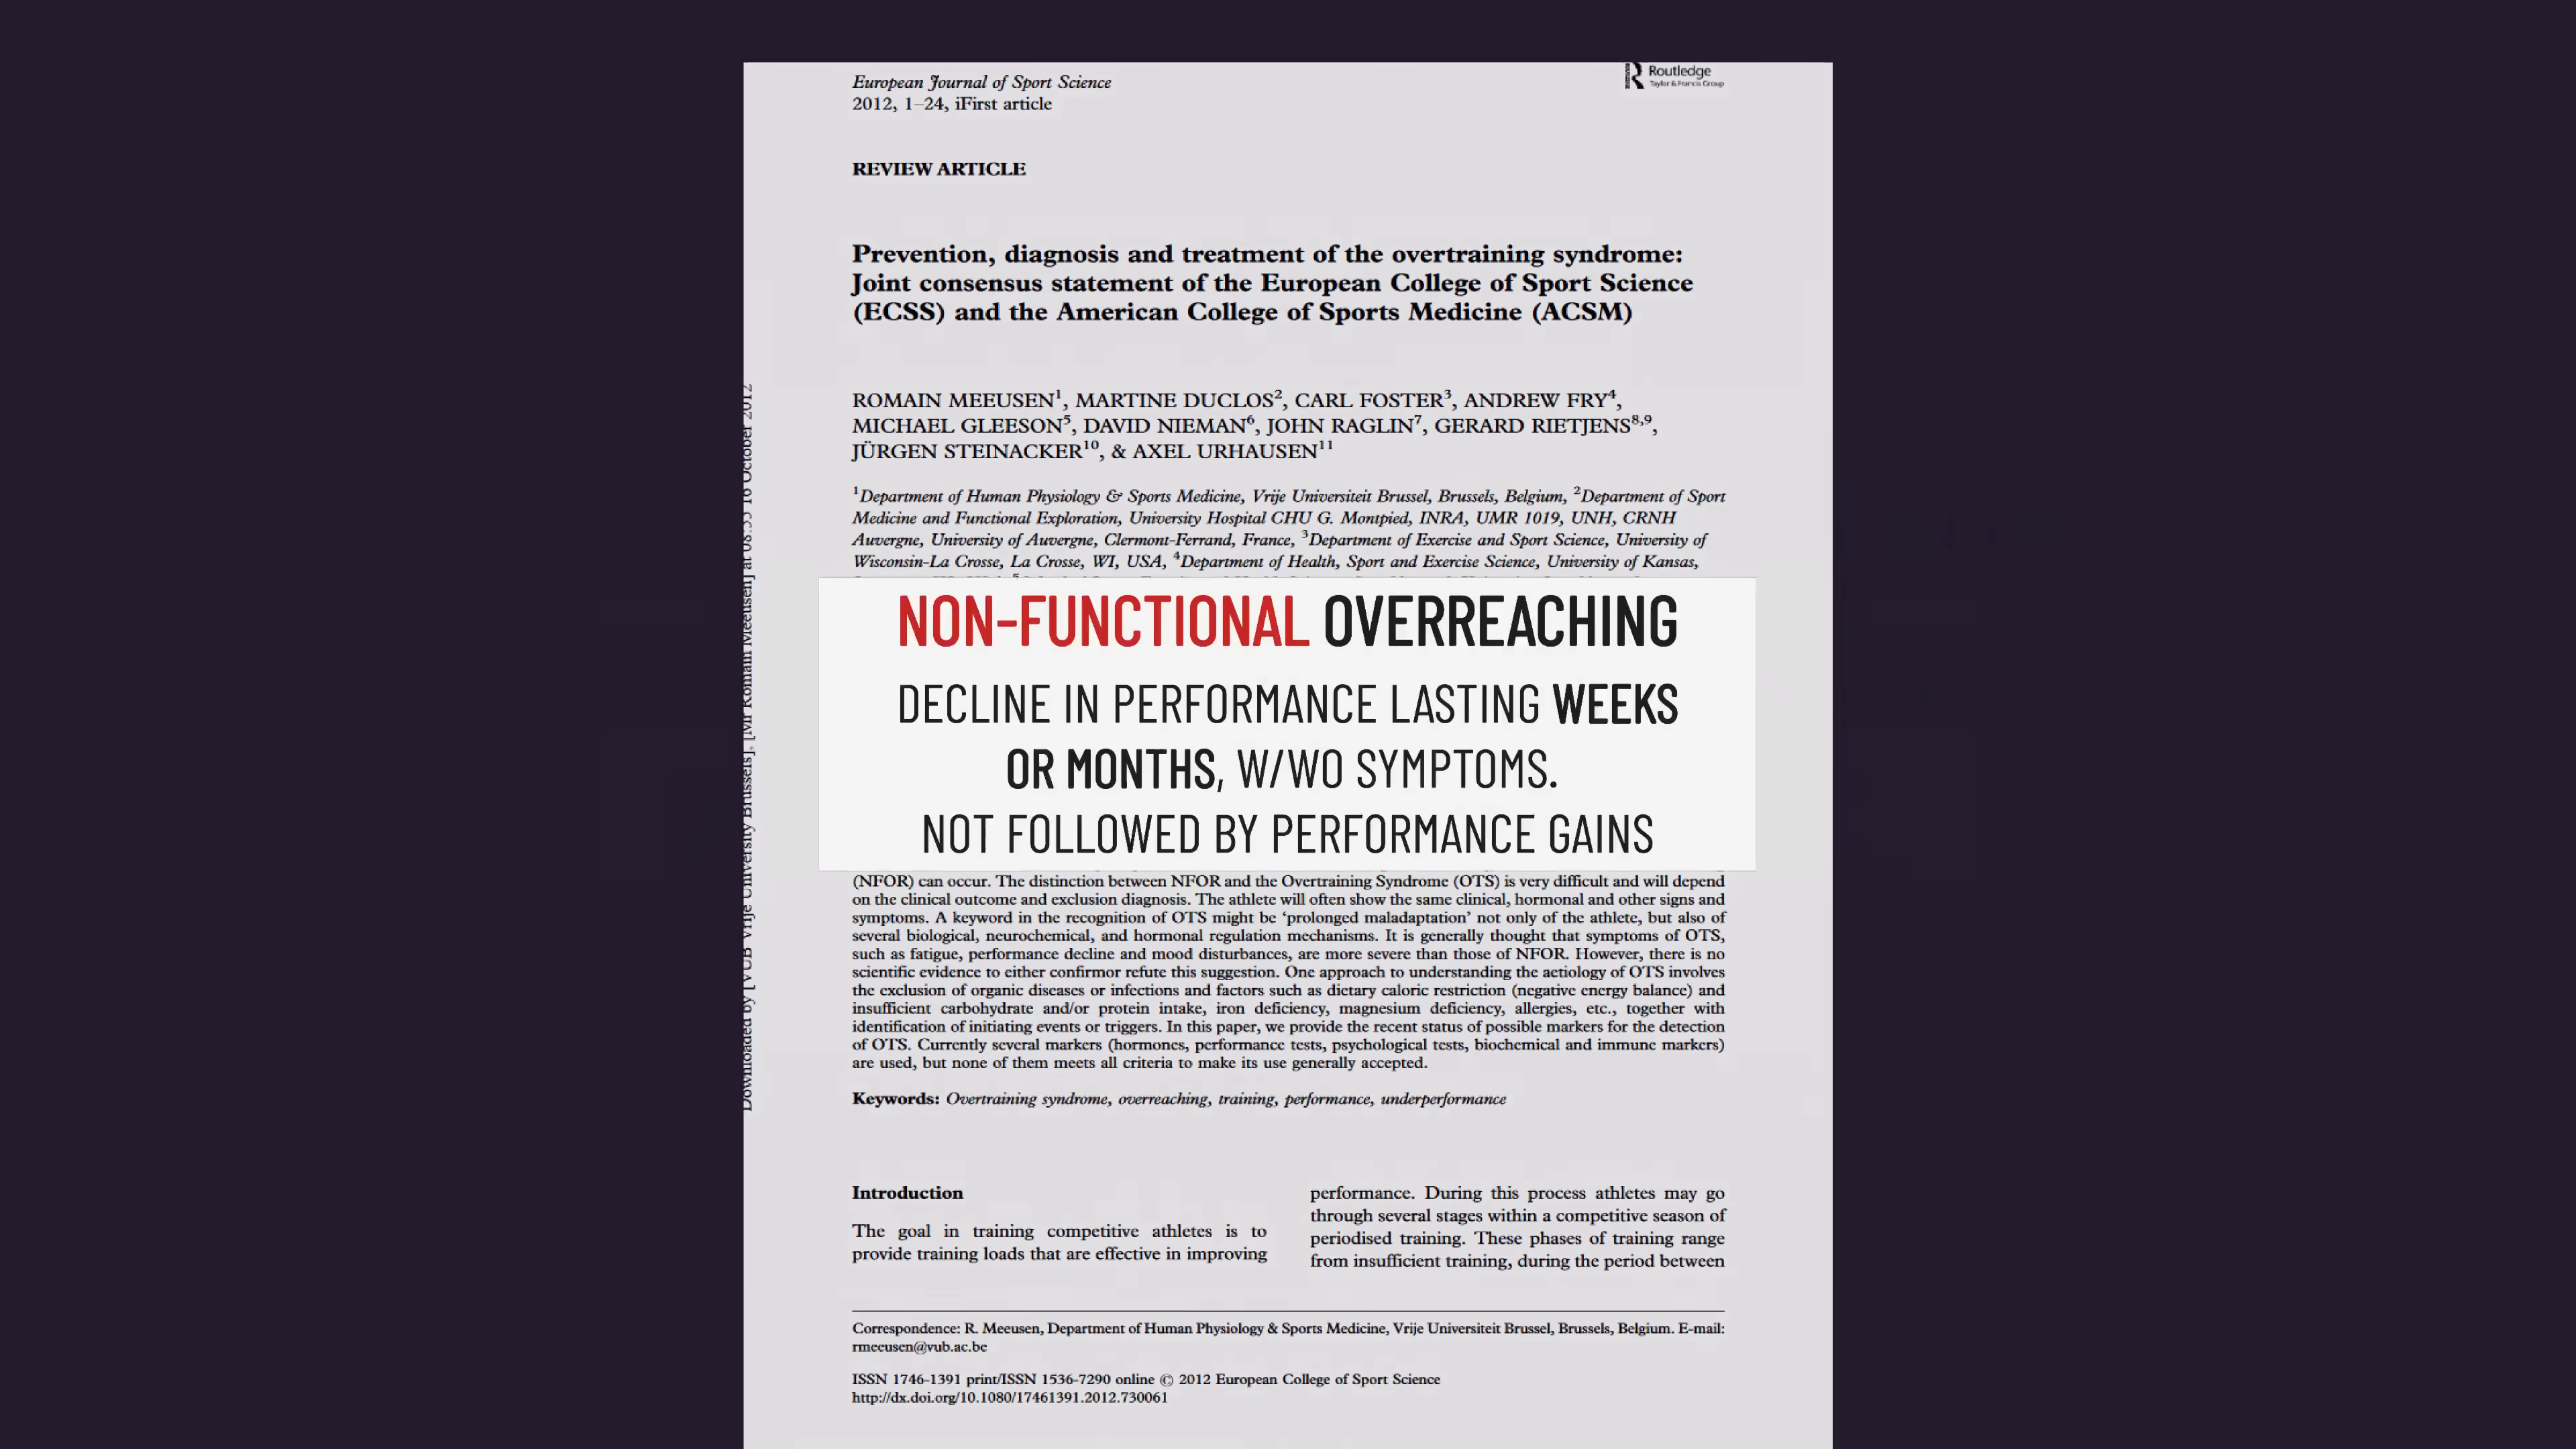 European Journal of Sport Science
2012, 1–24, iFirst article
Routledge
Taylor & Francis Group
REVIEW ARTICLE
Prevention, diagnosis and treatment of the overtraining syndrome:
Joint consensus statement of the European College of Sport Science
(ECSS) and the American College of Sports Medicine (ACSM)
ROMAIN MEEUSEN1, MARTINE DUCLOS2, CARL FOSTER3, ANDREW FRY4,
MICHAEL GLEESON5, DAVID NIEMAN6, JOHN RAGLIN7, GERARD RIETJENS8,9,
JÜRGEN STEINACKER10, & AXEL URHAUSEN11
1Department of Human Physiology & Sports Medicine, Vrije Universiteit Brussel, Brussels, Belgium, 2Department of Sport
Medicine and Functional Exploration, University Hospital CHU G. Montpied, INRA, UMR 1019, UNH, CRNH
Auvergne, University of Auvergne, Clermont-Ferrand, France, 3Department of Exercise and Sport Science, University of
Wisconsin-La Crosse, La Crosse, WI, USA, 4Department of Health, Sport and Exercise Science, University of Kansas,
NON-FUNCTIONAL OVERREACHING
DECLINE IN PERFORMANCE LASTING WEEKS
OR MONTHS, W/WO SYMPTOMS.
NOT FOLLOWED BY PERFORMANCE GAINS
(NFOR) can occur. The distinction between NFOR and the Overtraining Syndrome (OTS) is very difficult and will depend
on the clinical outcome and exclusion diagnosis. The athlete will often show the same clinical, hormonal and other signs and
symptoms. A keyword in the recognition of OTS might be 'prolonged maladaptation' not only of the athlete, but also of
several biological, neurochemical, and hormonal regulation mechanisms. It is generally thought that symptoms of OTS,
such as fatigue, performance decline and mood disturbances, are more severe than those of NFOR. However, there is no
scientific evidence to either confirmor refute this suggestion. One approach to understanding the aetiology of OTS involves
the exclusion of organic diseases or infections and factors such as dietary caloric restriction (negative energy balance) and
insufficient carbohydrate and/or protein intake, iron deficiency, magnesium deficiency, allergies, etc., together with
identification of initiating events or triggers. In this paper, we provide the recent status of possible markers for the detection
of OTS. Currently several markers (hormones, performance tests, psychological tests, biochemical and immune markers)
are used, but none of them meets all criteria to make its use generally accepted.
Keywords: Overtraining syndrome, overreaching, training, performance, underperformance
Introduction
The goal in training competitive athletes is to
provide training loads that are effective in improving
performance. During this process athletes may go
through several stages within a competitive season of
periodised training. These phases of training range
from insufficient training, during the period between
Correspondence: R. Meeusen, Department of Human Physiology & Sports Medicine, Vrije Universiteit Brussel, Brussels, Belgium. E-mail:
rmeeusen@vub.ac.be
ISSN 1746-1391 print/ISSN 1536-7290 online © 2012 European College of Sport Science
http://dx.doi.org/10.1080/17461391.2012.730061
Downloaded by [VUB Vrije University Brussels], [Mr Romain Meeusen] at 08:35 16 October 2012